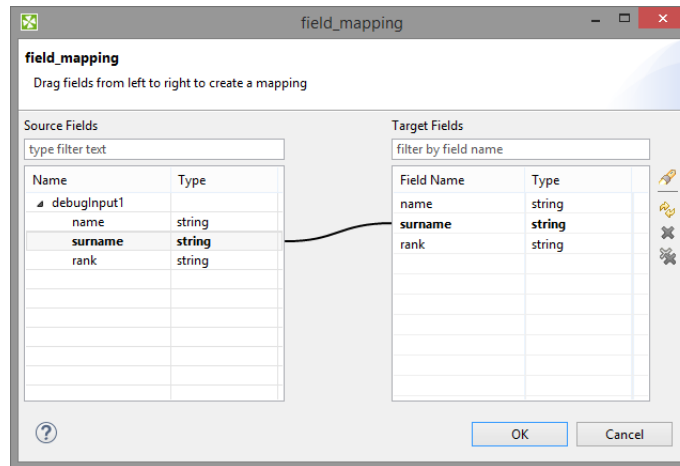 field_mapping
field_mapping
Drag fields from left to right to create a mapping
Source Fields
type filter text
Name Type
debugInput1
name string
surname string
rank string
Target Fields
filter by field name
Field Name Type
name string
surname string
rank string
?
OK Cancel